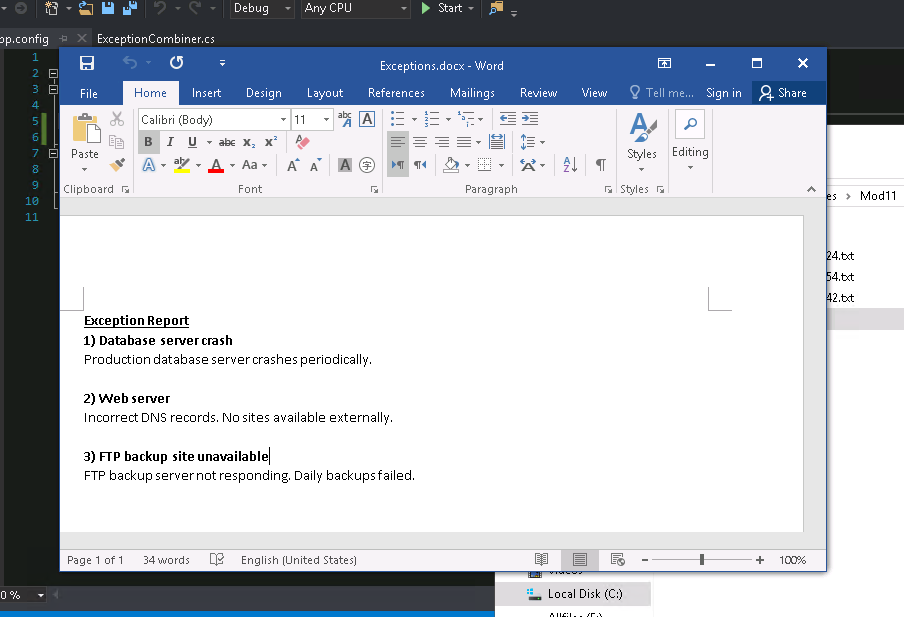 Debug Any CPU Start
pp.config ExceptionCombiner.cs
1
2
3
4
5
6
7
8
9
10
11
Exceptions.docx - Word
File Home Insert Design Layout References Mailings Review View Tell me... Sign in Share
Calibri (Body) 11
Paste
B I U abc x₂ x²
Aa
Styles Editing
Clipboard Font Paragraph Styles
es > Mod11
24.txt
54.txt
42.txt
Exception Report
1) Database server crash
Production database server crashes periodically.
2) Web server
Incorrect DNS records. No sites available externally.
3) FTP backup site unavailable
FTP backup server not responding. Daily backups failed.
Page 1 of 1 34 words English (United States) 100%
0 %
Local Disk (C:)